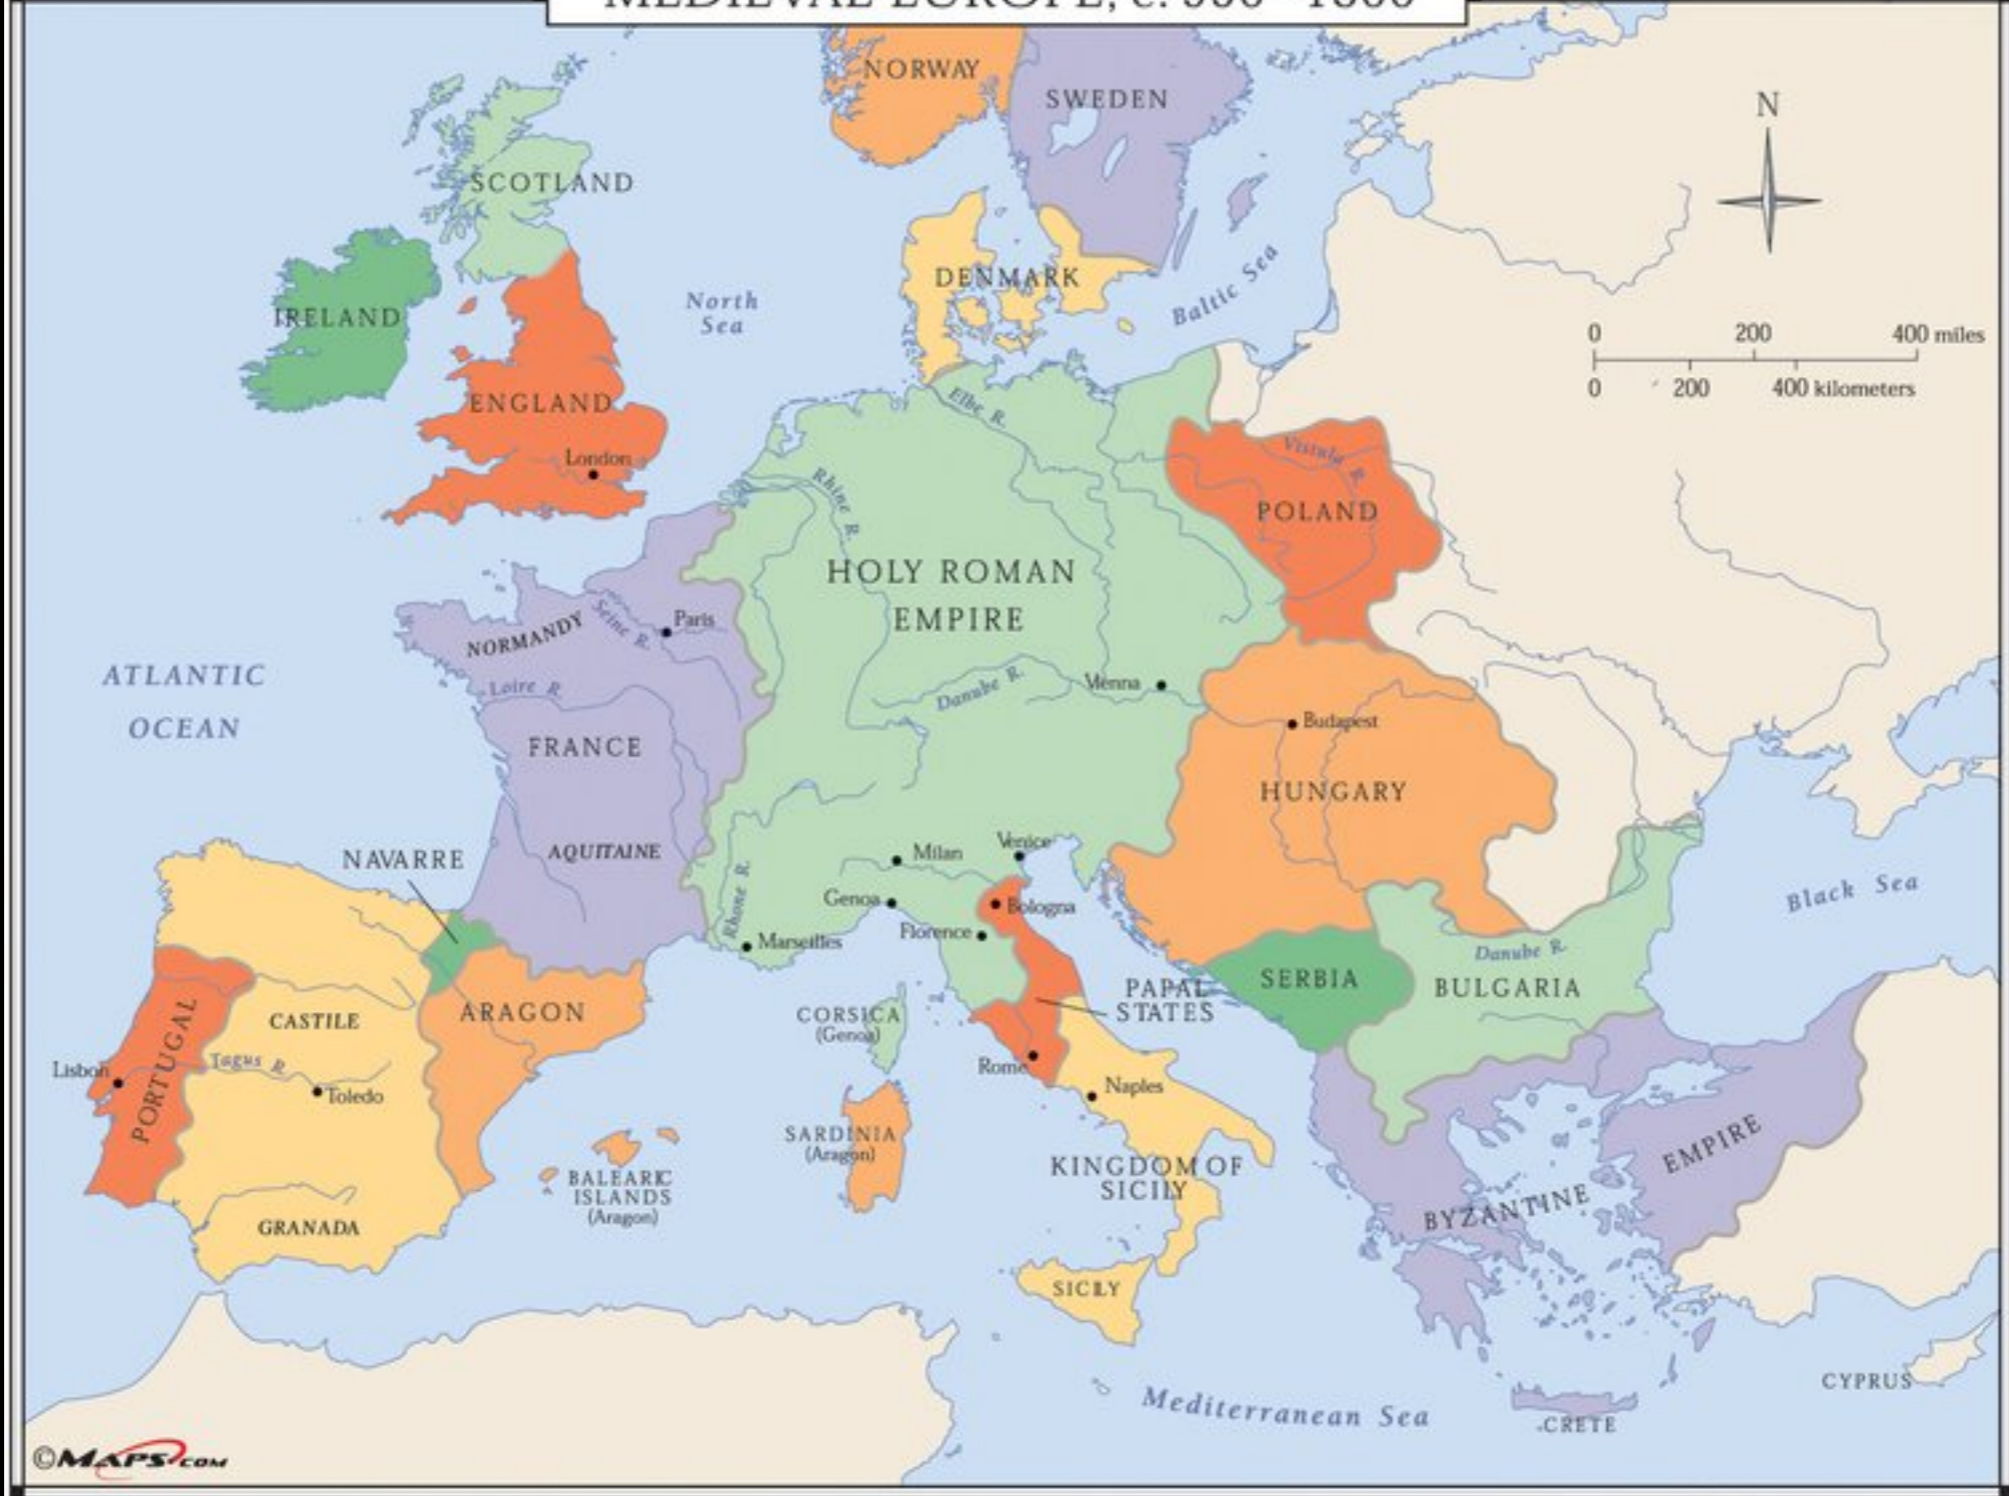 MEDIEVAL EUROPE, c.
NORWAY
SWEDEN
N
SCOTLAND
IRELAND
North
Sea
DENMARK
Baltic Sea
0 200 400 miles
0 200 400 kilometers
ENGLAND
London
Elbe R.
Rhine R.
Vistula R.
POLAND
HOLY ROMAN
EMPIRE
NORMANDY
Seine R.
Paris
Loire R.
ATLANTIC
OCEAN
Danube R.
Vienna
Budapest
FRANCE
HUNGARY
AQUITAINE
NAVARRE
Milan
Venice
Genoa
Bologna
Florence
Rhone R.
Marseilles
Black Sea
Danube R.
SERBIA
BULGARIA
PAPAL
STATES
CORSICA
(Genoa)
ARAGON
CASTILE
PORTUGAL
Lisbon
Tagus R.
Toledo
Rome
Naples
SARDINIA
(Aragon)
BALEARIC
ISLANDS
(Aragon)
KINGDOM OF
SICILY
BYZANTINE EMPIRE
GRANADA
SICILY
Mediterranean Sea
CYPRUS
CRETE
©MAPS.COM